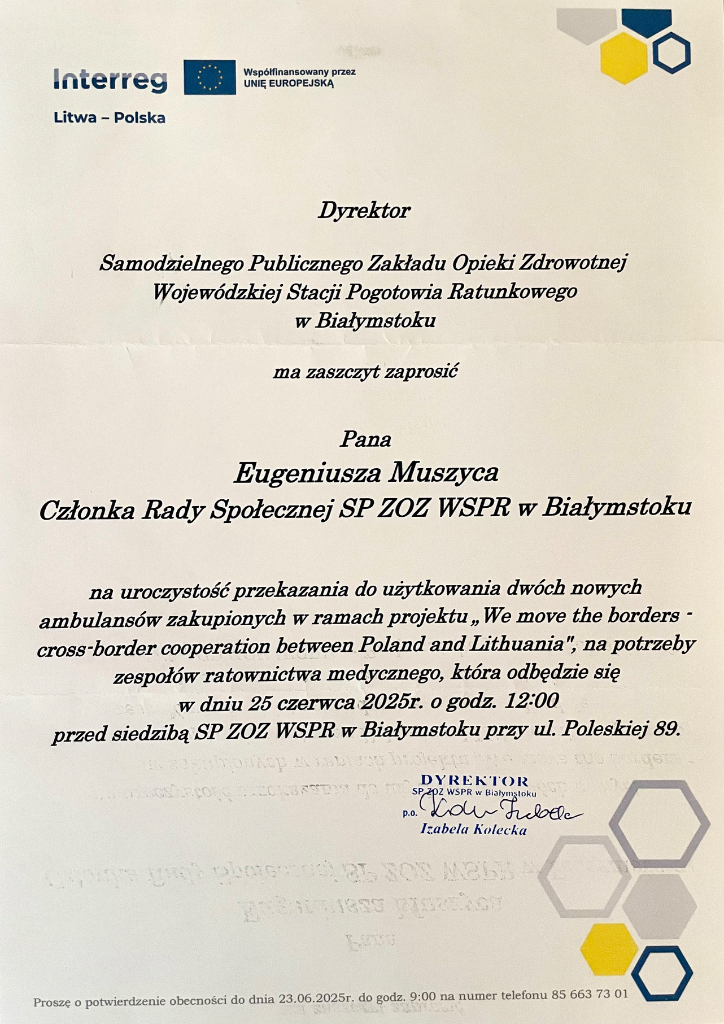 Interreg
Współfinansowany przez
UNIĘ EUROPEJSKĄ
Litwa – Polska
Dyrektor
Samodzielnego Publicznego Zakładu Opieki Zdrowotnej
Wojewódzkiej Stacji Pogotowia Ratunkowego
w Białymstoku
ma zaszczyt zaprosić
Pana
Eugeniusza Muszyca
Członka Rady Społecznej SP ZOZ WSPR w Białymstoku
na uroczystość przekazania do użytkowania dwóch nowych
ambulansów zakupionych w ramach projektu „We move the borders -
cross-border cooperation between Poland and Lithuania", na potrzeby
zespołów ratownictwa medycznego, która odbędzie się
w dniu 25 czerwca 2025r. o godz. 12:00
przed siedzibą SP ZOZ WSPR w Białymstoku przy ul. Poleskiej 89.
DYREKTOR
SP ZOZ WSPR w Białymstoku
p.o.
Izabela Kolecka
Proszę o potwierdzenie obecności do dnia 23.06.2025r. do godz. 9:00 na numer telefonu 85 663 73 01